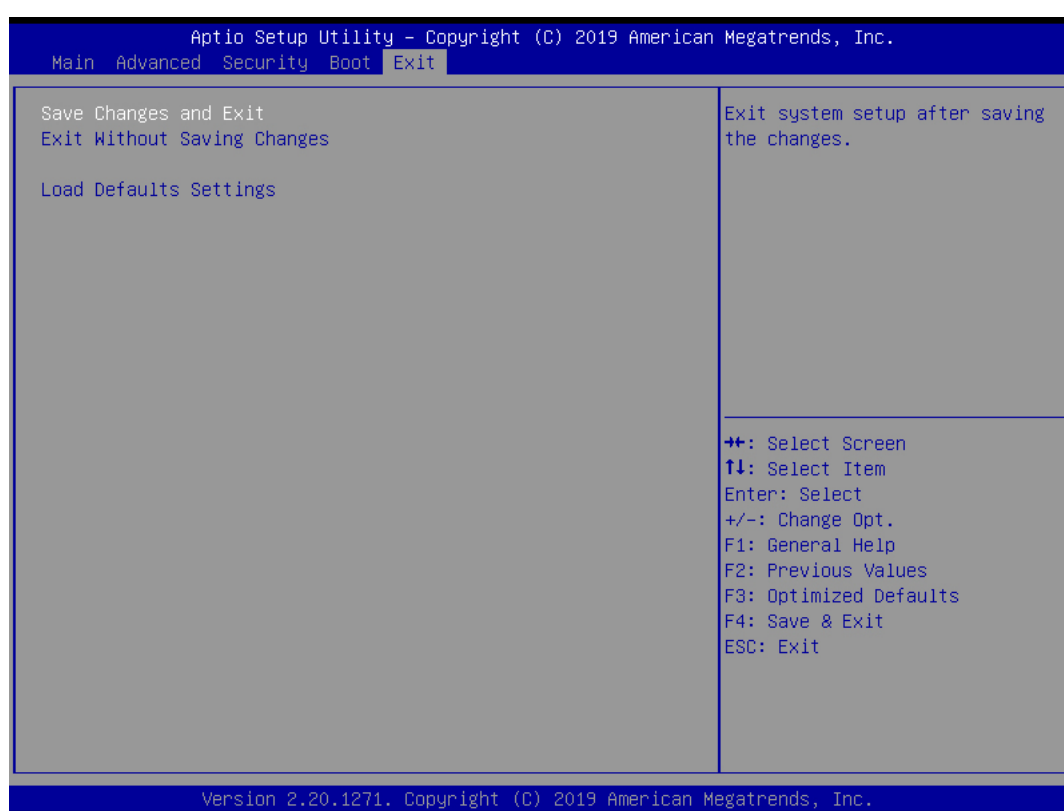 Aptio Setup Utility – Copyright (C) 2019 American Megatrends, Inc.
Main Advanced Security Boot Exit
Save Changes and Exit
Exit Without Saving Changes
Load Defaults Settings
Exit system setup after saving
the changes.
→←: Select Screen
↑↓: Select Item
Enter: Select
+/-: Change Opt.
F1: General Help
F2: Previous Values
F3: Optimized Defaults
F4: Save & Exit
ESC: Exit
Version 2.20.1271. Copyright (C) 2019 American Megatrends, Inc.